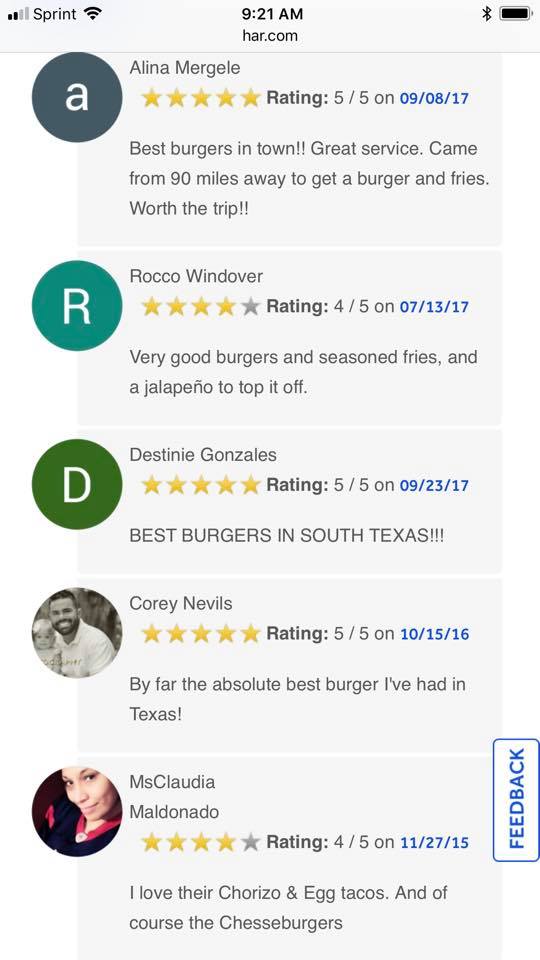 Sprint 9:21 AM
har.com
a
Alina Mergele
Rating: 5 / 5 on 09/08/17
Best burgers in town!! Great service. Came
from 90 miles away to get a burger and fries.
Worth the trip!!
R
Rocco Windover
Rating: 4 / 5 on 07/13/17
Very good burgers and seasoned fries, and
a jalapeño to top it off.
D
Destinie Gonzales
Rating: 5 / 5 on 09/23/17
BEST BURGERS IN SOUTH TEXAS!!!
Corey Nevils
Rating: 5 / 5 on 10/15/16
By far the absolute best burger I've had in
Texas!
MsClaudia
Maldonado
Rating: 4 / 5 on 11/27/15
I love their Chorizo & Egg tacos. And of
course the Chesseburgers
FEEDBACK